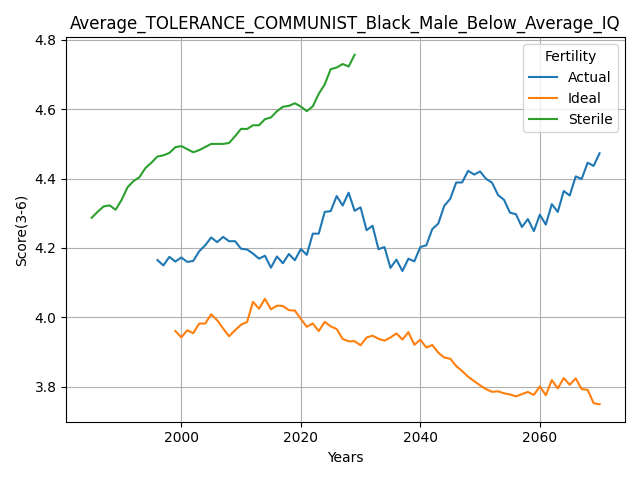 Average_TOLERANCE_COMMUNIST_Black_Male_Below_Average_IQ
Fertility
Actual
Ideal
Sterile
Score(3-6)
4.8
4.6
4.4
4.2
4.0
3.8
2000 2020 2040 2060
Years